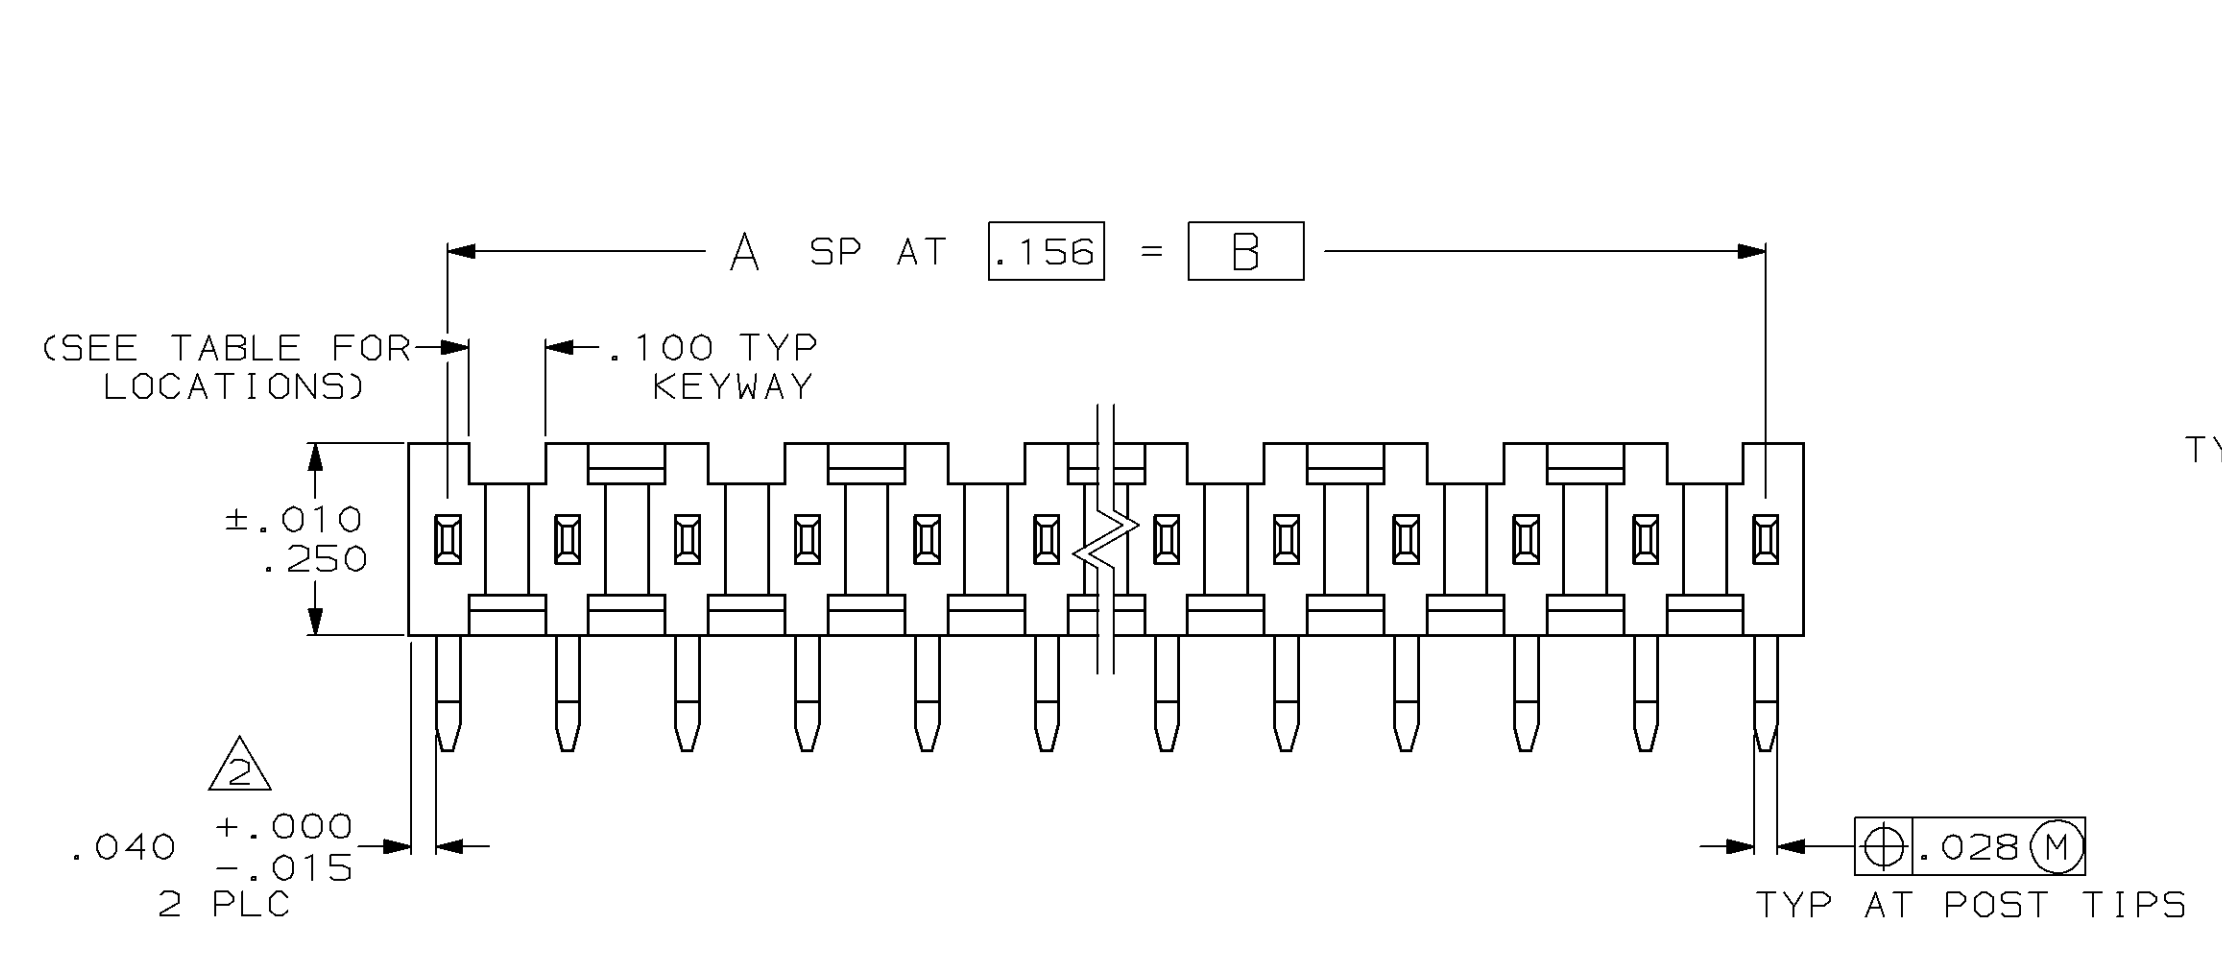 A SP AT .156 = B
(SEE TABLE FOR
LOCATIONS)
.100 TYP
KEYWAY
TY
±.010
.250
2
.040 +.000
-.015
2 PLC
⌖ .028 Ⓜ
TYP AT POST TIPS